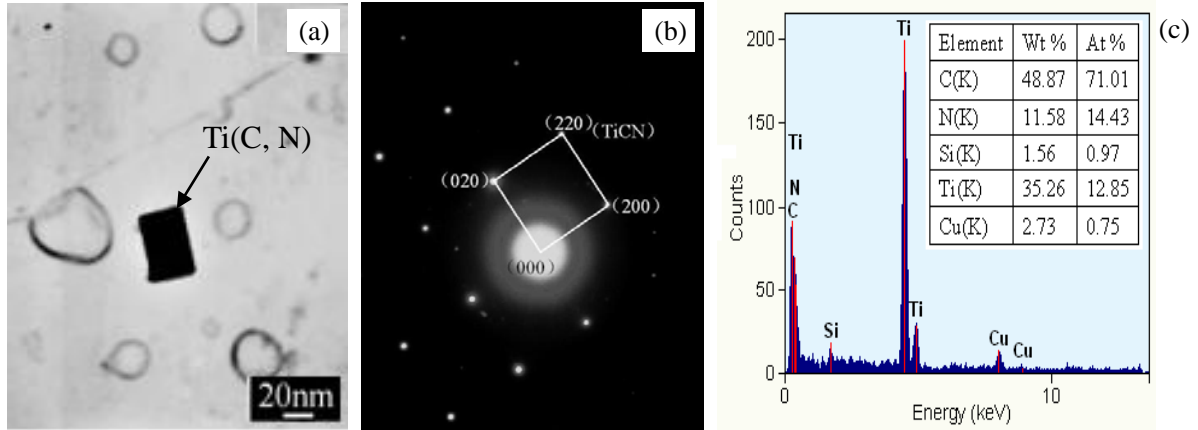 (a)
Ti(C, N)
20nm
(b)
(220)(TiCN)
(020)
(200)
(000)
(c)
Counts
200
150
100
50
0
Ti
Ti
N
C
Si
Ti
Cu
Cu
Element Wt % At %
C(K) 48.87 71.01
N(K) 11.58 14.43
Si(K) 1.56 0.97
Ti(K) 35.26 12.85
Cu(K) 2.73 0.75
0 10
Energy (keV)